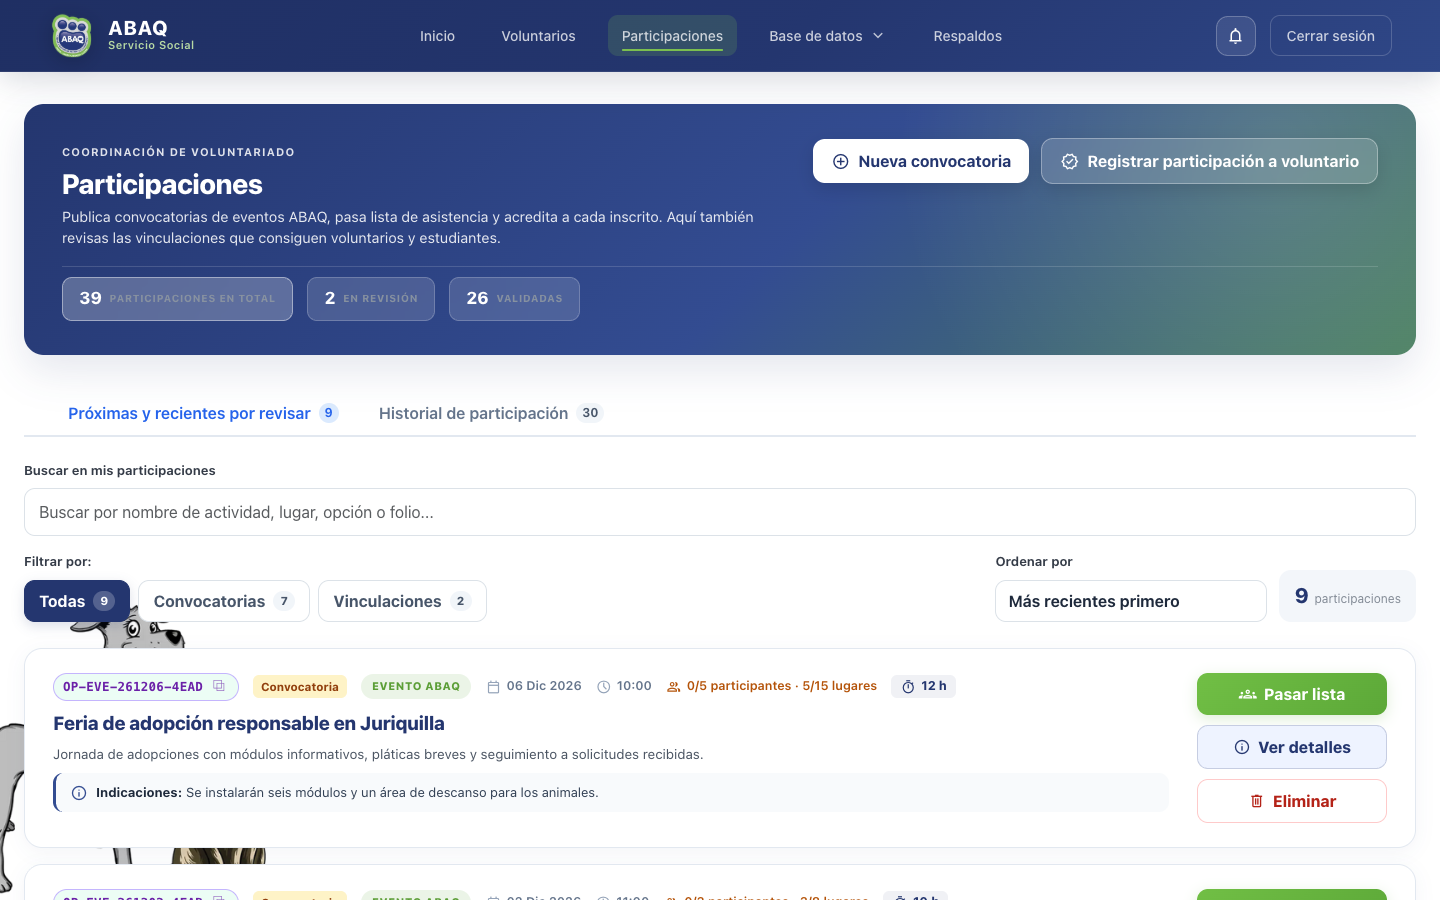 ABAQ
ABAQ
Servicio Social
Inicio
Voluntarios
Participaciones
Base de datos
Respaldos
Cerrar sesión
COORDINACIÓN DE VOLUNTARIADO
Participaciones
Publica convocatorias de eventos ABAQ, pasa lista de asistencia y acredita a cada inscrito. Aquí también
revisas las vinculaciones que consiguen voluntarios y estudiantes.
Nueva convocatoria
Registrar participación a voluntario
39 PARTICIPACIONES EN TOTAL
2 EN REVISIÓN
26 VALIDADAS
Próximas y recientes por revisar 9
Historial de participación 30
Buscar en mis participaciones
Buscar por nombre de actividad, lugar, opción o folio...
Filtrar por:
Todas 9
Convocatorias 7
Vinculaciones 2
Ordenar por
Más recientes primero
9 participaciones
OP-EVE-261206-4EAD
Convocatoria
EVENTO ABAQ
06 Dic 2026
10:00
0/5 participantes · 5/15 lugares
12 h
Feria de adopción responsable en Juriquilla
Jornada de adopciones con módulos informativos, pláticas breves y seguimiento a solicitudes recibidas.
Indicaciones: Se instalarán seis módulos y un área de descanso para los animales.
Pasar lista
Ver detalles
Eliminar